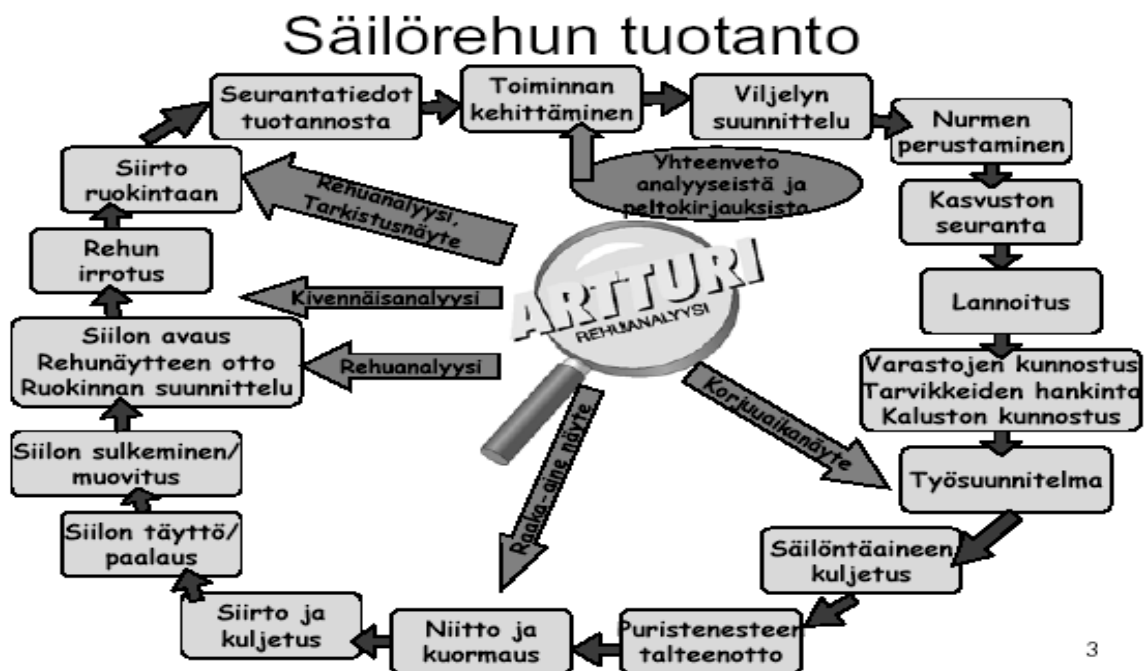 Säilörehun tuotanto
Seurantatiedot
tuotannosta
Toiminnan
kehittäminen
Viljelyn
suunnittelu
Nurmen
perustaminen
Kasvuston
seuranta
Lannoitus
Varastojen kunnostus
Tarvikkeiden hankinta
Kaluston kunnostus
Työsuunnitelma
Säilöntäaineen
kuljetus
Puristenesteen
talteenotto
Niitto ja
kuormaus
Siirto ja
kuljetus
Siilon täyttö/
paalaus
Siilon sulkeminen/
muovitus
Siilon avaus
Rehunäytteen otto
Ruokinnan suunnittelu
Rehun
irrotus
Siirto
ruokintaan
Yhteenveto
analyyseistä ja
peltokirjauksista
Rehuanalyysi,
Tarkistusnäyte
Kivennäisanalyysi
Rehuanalyysi
Raaka-aine näyte
Korjuuaikanäyte
ARTTURI
REHUANALYYSI
3